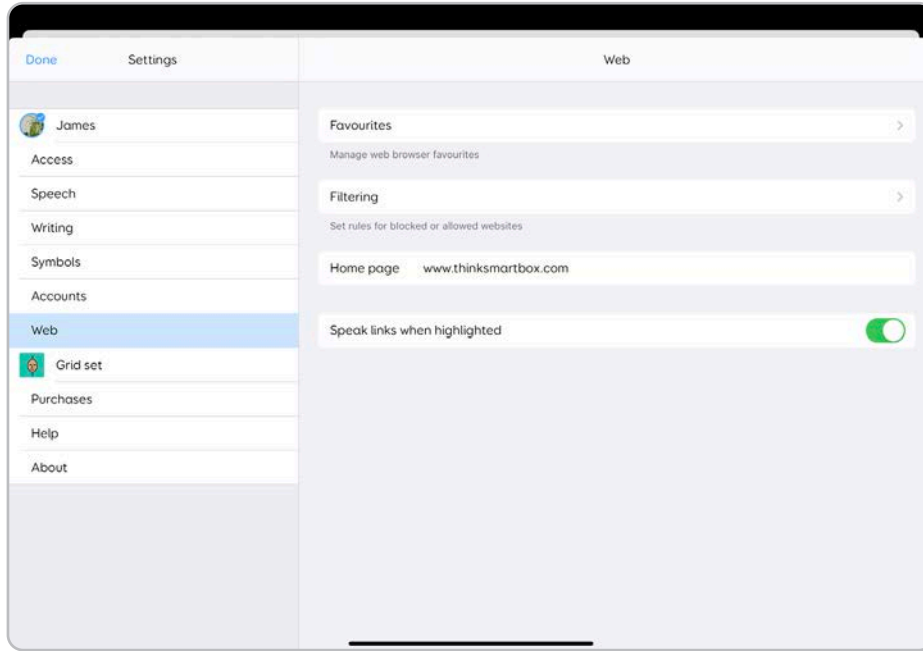 Done
Settings
James
Access
Speech
Writing
Symbols
Accounts
Web
Grid set
Purchases
Help
About
Web
Favourites
Manage web browser favourites
Filtering
Set rules for blocked or allowed websites
Home page www.thinksmartbox.com
Speak links when highlighted